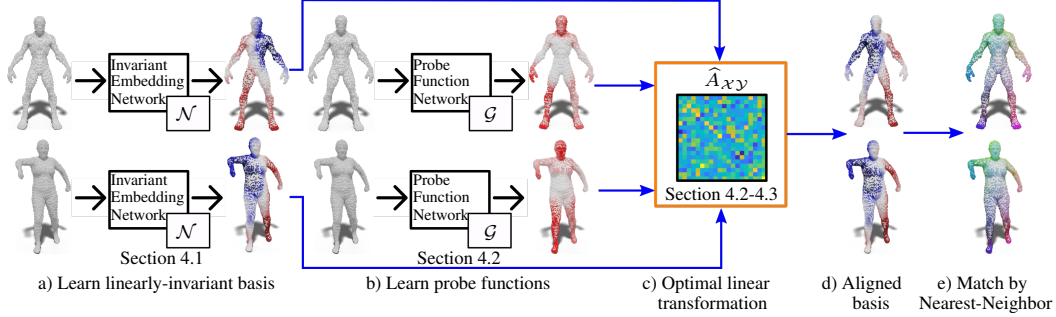 Invariant
Embedding
Network
𝒩
Probe
Function
Network
𝒢
Â𝒳𝒴
Section 4.2-4.3
Invariant
Embedding
Network
𝒩
Section 4.1
Probe
Function
Network
𝒢
Section 4.2
a) Learn linearly-invariant basis
b) Learn probe functions
c) Optimal linear
transformation
d) Aligned
basis
e) Match by
Nearest-Neighbor